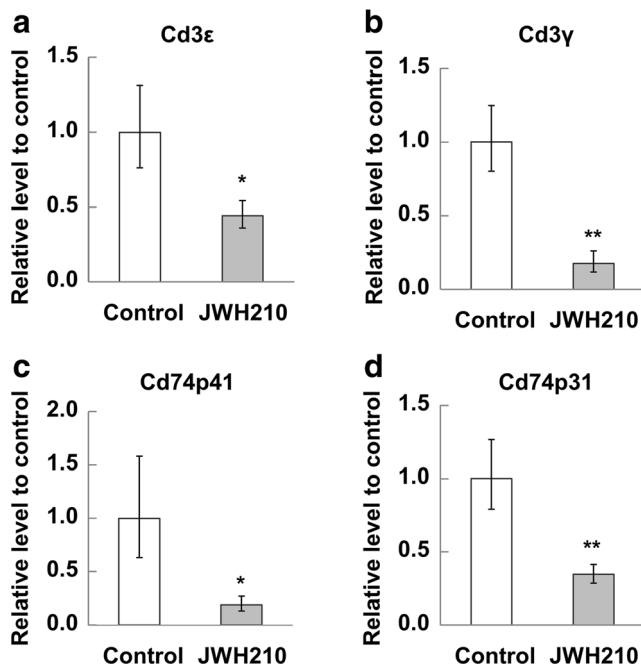 a
Cd3ε
Relative level to control
1.5
1.0
0.5
0.0
*
Control JWH210
b
Cd3γ
Relative level to control
1.5
1.0
0.5
0.0
**
Control JWH210
c
Cd74p41
Relative level to control
2.0
1.5
1.0
0.5
0.0
*
Control JWH210
d
Cd74p31
Relative level to control
1.5
1.0
0.5
0.0
**
Control JWH210